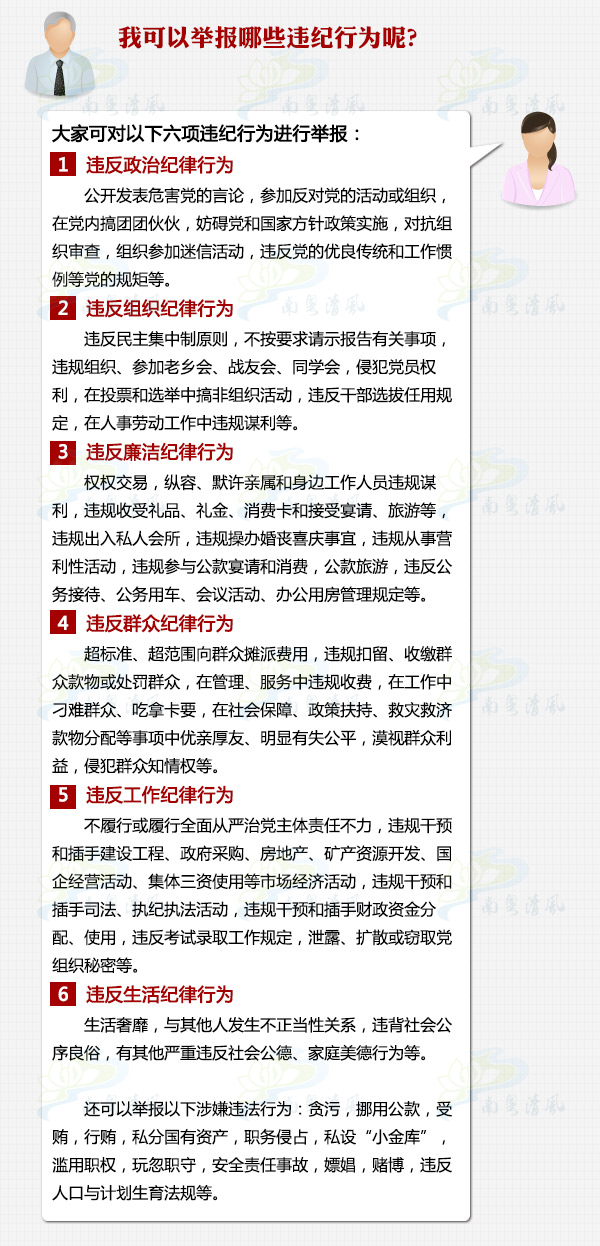 我可以举报哪些违纪行为呢?
大家可对以下六项违纪行为进行举报：
1 违反政治纪律行为
公开发表危害党的言论，参加反对党的活动或组织，
在党内搞团团伙伙，妨碍党和国家方针政策实施，对抗组
织审查，组织参加迷信活动，违反党的优良传统和工作惯
例等党的规矩等。
2 违反组织纪律行为
违反民主集中制原则，不按要求请示报告有关事项，
违规组织、参加老乡会、战友会、同学会，侵犯党员权
利，在投票和选举中搞非组织活动，违反干部选拔任用规
定，在人事劳动工作中违规谋利等。
3 违反廉洁纪律行为
权权交易，纵容、默许亲属和身边工作人员违规谋
利，违规收受礼品、礼金、消费卡和接受宴请、旅游等，
违规出入私人会所，违规操办婚丧喜庆事宜，违规从事营
利性活动，违规参与公款宴请和消费，公款旅游，违反公
务接待、公务用车、会议活动、办公用房管理规定等。
4 违反群众纪律行为
超标准、超范围向群众摊派费用，违规扣留、收缴群
众款物或处罚群众，在管理、服务中违规收费，在工作中
刁难群众、吃拿卡要，在社会保障、政策扶持、救灾救济
款物分配等事项中优亲厚友、明显有失公平，漠视群众利
益，侵犯群众知情权等。
5 违反工作纪律行为
不履行或履行全面从严治党主体责任不力，违规干预
和插手建设工程、政府采购、房地产、矿产资源开发、国
企经营活动、集体三资使用等市场经济活动，违规干预和
插手司法、执纪执法活动，违规干预和插手财政资金分
配、使用，违反考试录取工作规定，泄露、扩散或窃取党
组织秘密等。
6 违反生活纪律行为
生活奢靡，与其他人发生不正当性关系，违背社会公
序良俗，有其他严重违反社会公德、家庭美德行为等。
还可以举报以下涉嫌违法行为：贪污，挪用公款，受
贿，行贿，私分国有资产，职务侵占，私设“小金库”，
滥用职权，玩忽职守，安全责任事故，嫖娼，赌博，违反
人口与计划生育法规等。
南粤清风